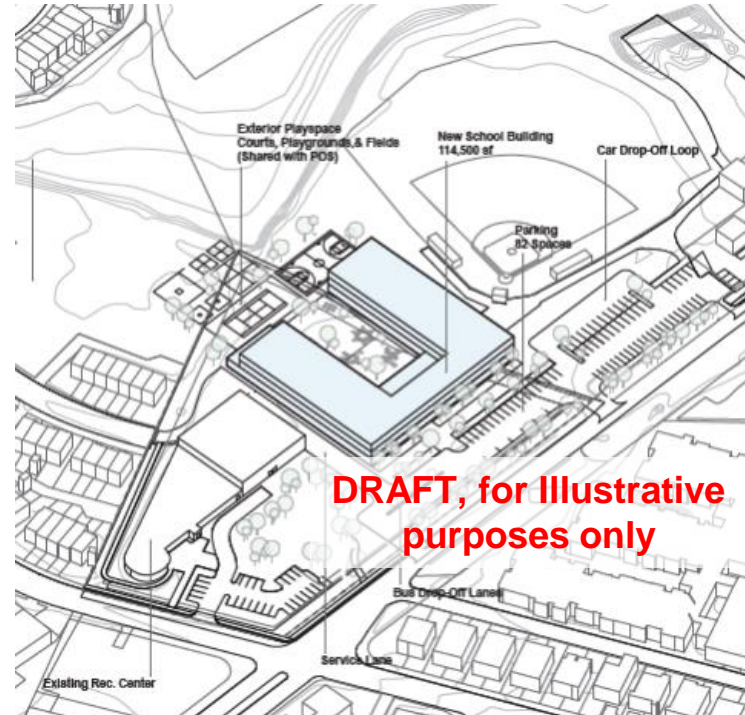 Exterior Playspace
Courts, Playgrounds,& Fields
(Shared with POS)
New School Building
114,500 sf
Car Drop-Off Loop
Parking
82 Spaces
DRAFT, for Illustrative
purposes only
Bus Drop-Off Lanes
Service Lane
Existing Rec. Center